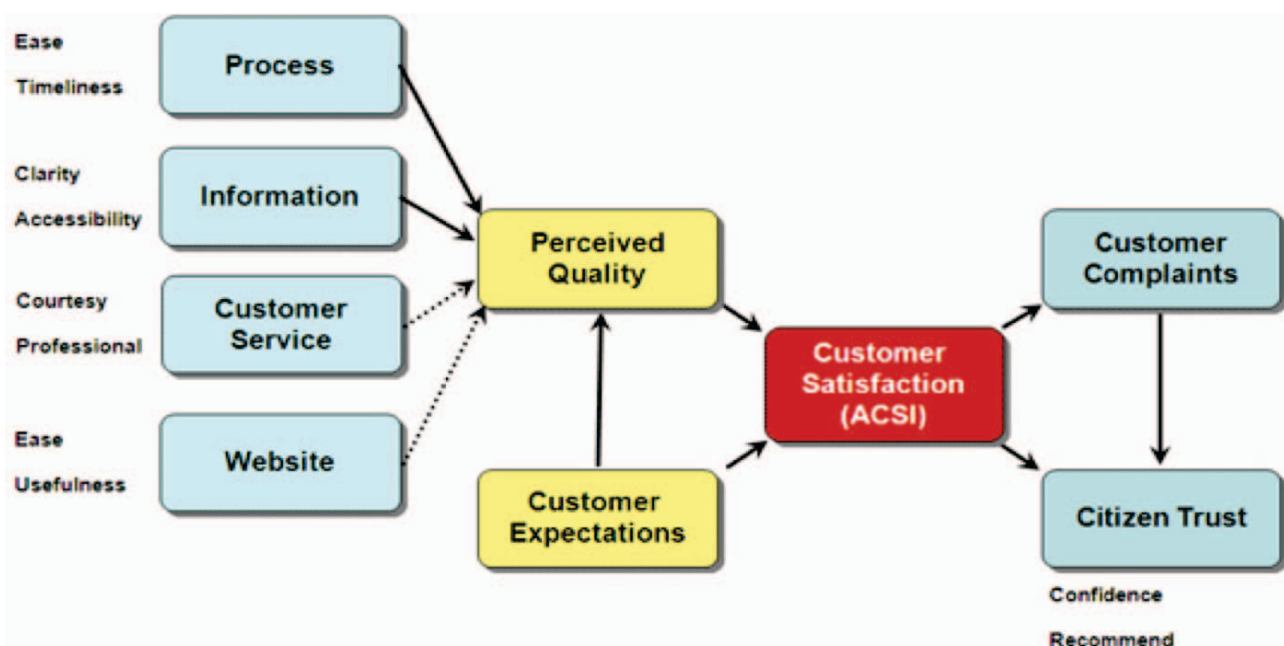 Ease
Timeliness
Process
Clarity
Accessibility
Information
Courtesy
Professional
Customer
Service
Ease
Usefulness
Website
Perceived
Quality
Customer
Expectations
Customer
Satisfaction
(ACSI)
Customer
Complaints
Citizen Trust
Confidence
Recommend